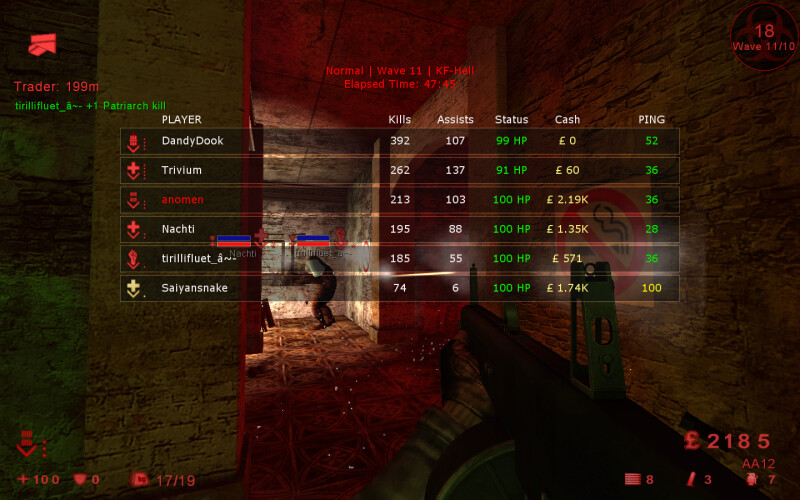 18
Wave 11/10
Normal | Wave 11 | KF-Hell
Elapsed Time: 47:45
Trader: 199m
tirillifluet_â~- +1 Patriarch kill
PLAYER Kills Assists Status Cash PING
DandyDook 392 107 99 HP £ 0 52
Trivium 262 137 91 HP £ 60 36
anomen 213 103 100 HP £ 2.19K 36
Nachti 195 88 100 HP £ 1.35K 28
tirillifluet_â~- 185 55 100 HP £ 571 36
Saiyansnake 74 6 100 HP £ 1.74K 100
Nachti tirillifluet_â~-
£ 2185
AA12
+100 0 17/19 8 3 7